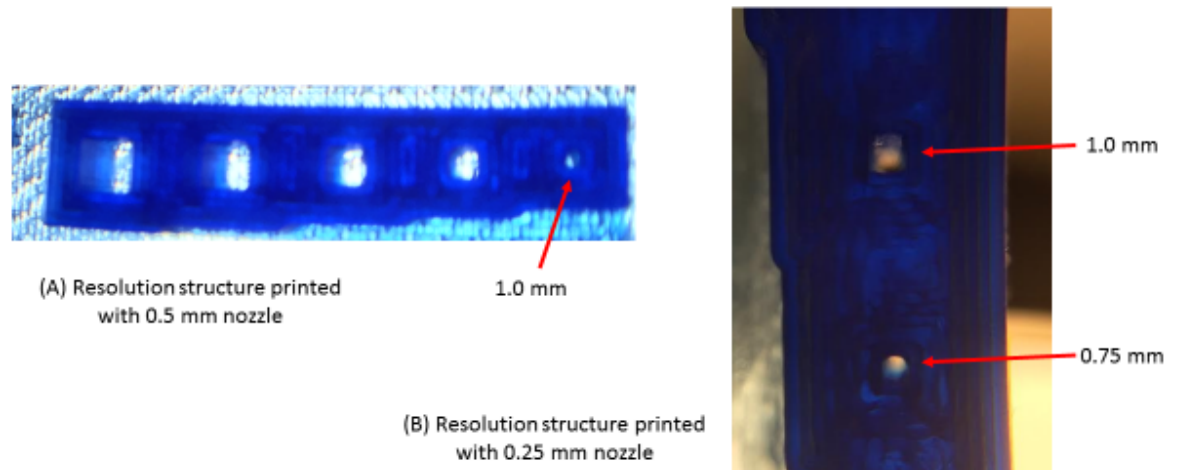 1.0 mm
(A) Resolution structure printed
with 0.5 mm nozzle
1.0 mm
0.75 mm
(B) Resolution structure printed
with 0.25 mm nozzle